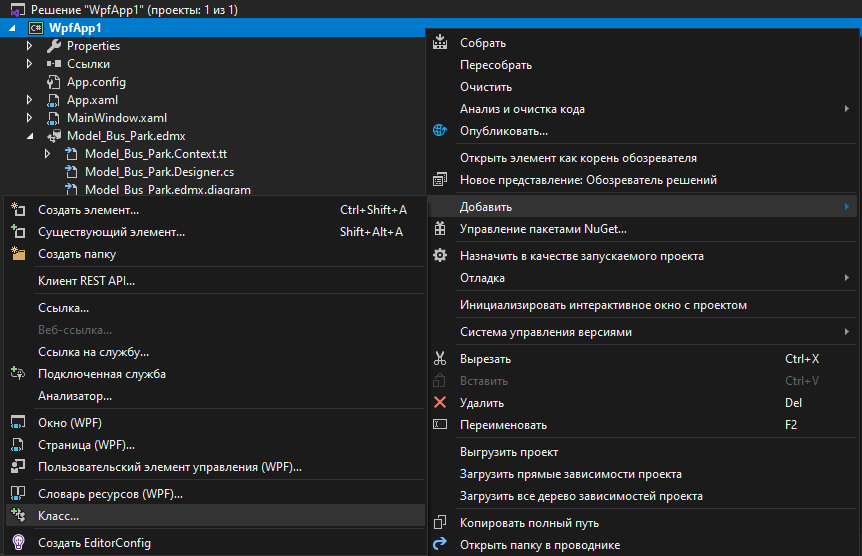 Решение "WpfApp1" (проекты: 1 из 1)
C# WpfApp1
Properties
Ссылки
App.config
App.xaml
MainWindow.xaml
Model_Bus_Park.edmx
Model_Bus_Park.Context.tt
Model_Bus_Park.Designer.cs
Model_Bus_Park.edmx.diagram
Собрать
Пересобрать
Очистить
Анализ и очистка кода
Опубликовать...
Открыть элемент как корень обозревателя
Новое представление: Обозреватель решений
Добавить
Управление пакетами NuGet...
Назначить в качестве запускаемого проекта
Отладка
Инициализировать интерактивное окно с проектом
Система управления версиями
Вырезать Ctrl+X
Вставить Ctrl+V
Удалить Del
Переименовать F2
Выгрузить проект
Загрузить прямые зависимости проекта
Загрузить все дерево зависимостей проекта
Копировать полный путь
Открыть папку в проводнике
Создать элемент... Ctrl+Shift+A
Существующий элемент... Shift+Alt+A
Создать папку
Клиент REST API...
Ссылка...
Веб-ссылка...
Ссылка на службу...
Подключенная служба
Анализатор...
Окно (WPF)
Страница (WPF)...
Пользовательский элемент управления (WPF)...
Словарь ресурсов (WPF)...
Класс...
Создать EditorConfig